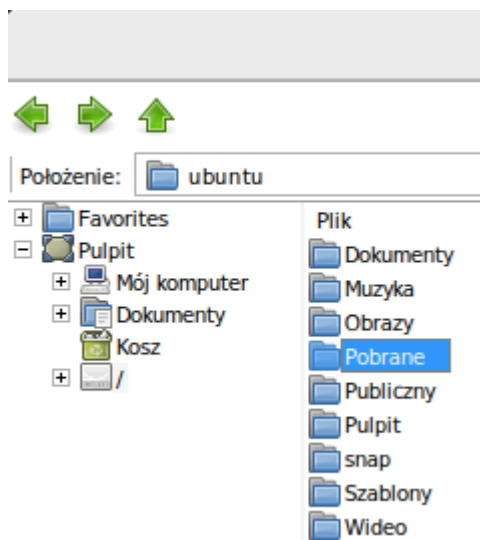 Położenie: ubuntu
Favorites
Pulpit
Mój komputer
Dokumenty
Kosz
/
Plik
Dokumenty
Muzyka
Obrazy
Pobrane
Publiczny
Pulpit
snap
Szablony
Wideo